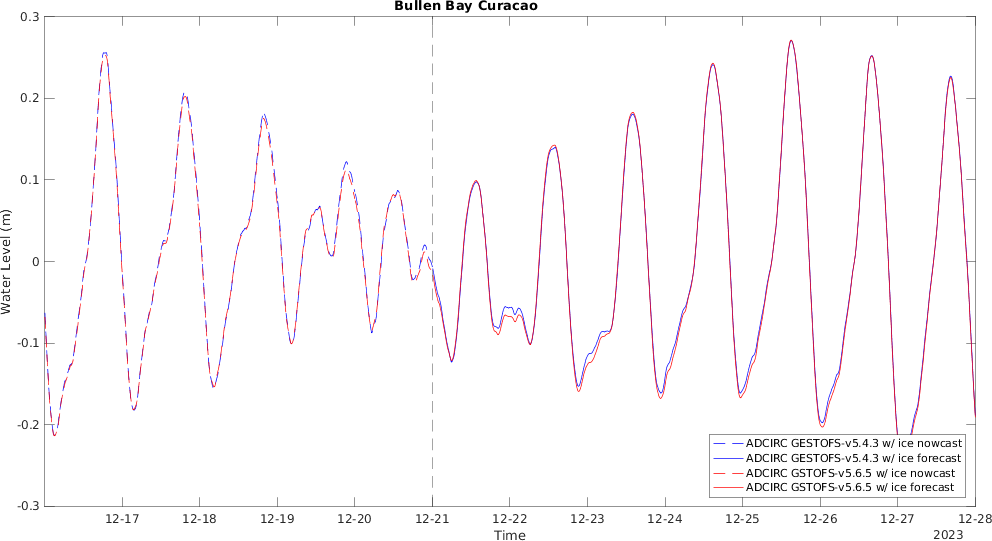 Bullen Bay Curacao
0.3
0.2
0.1
0
-0.1
-0.2
-0.3
Water Level (m)
ADCIRC GESTOFS-v5.4.3 w/ ice nowcast
ADCIRC GESTOFS-v5.4.3 w/ ice forecast
ADCIRC GSTOFS-v5.6.5 w/ ice nowcast
ADCIRC GSTOFS-v5.6.5 w/ ice forecast
12-17 12-18 12-19 12-20 12-21 12-22 12-23 12-24 12-25 12-26 12-27 12-28
Time
2023